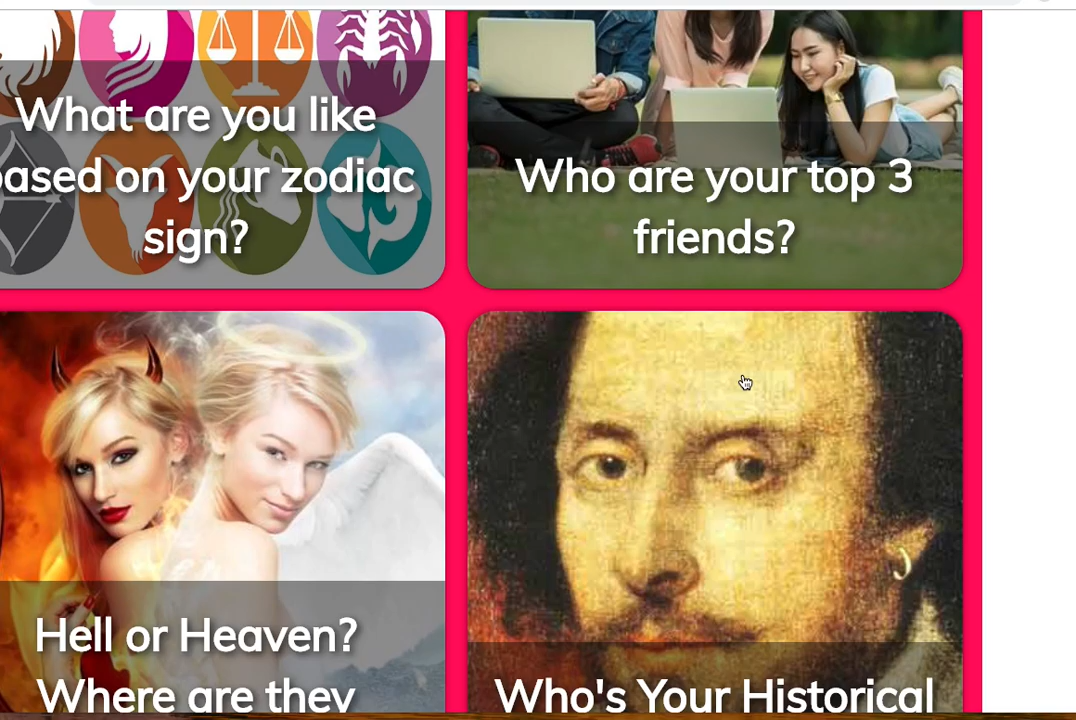 What are you like
based on your zodiac
sign?
Who are your top 3
friends?
Hell or Heaven?
Where are they
Who's Your Historical